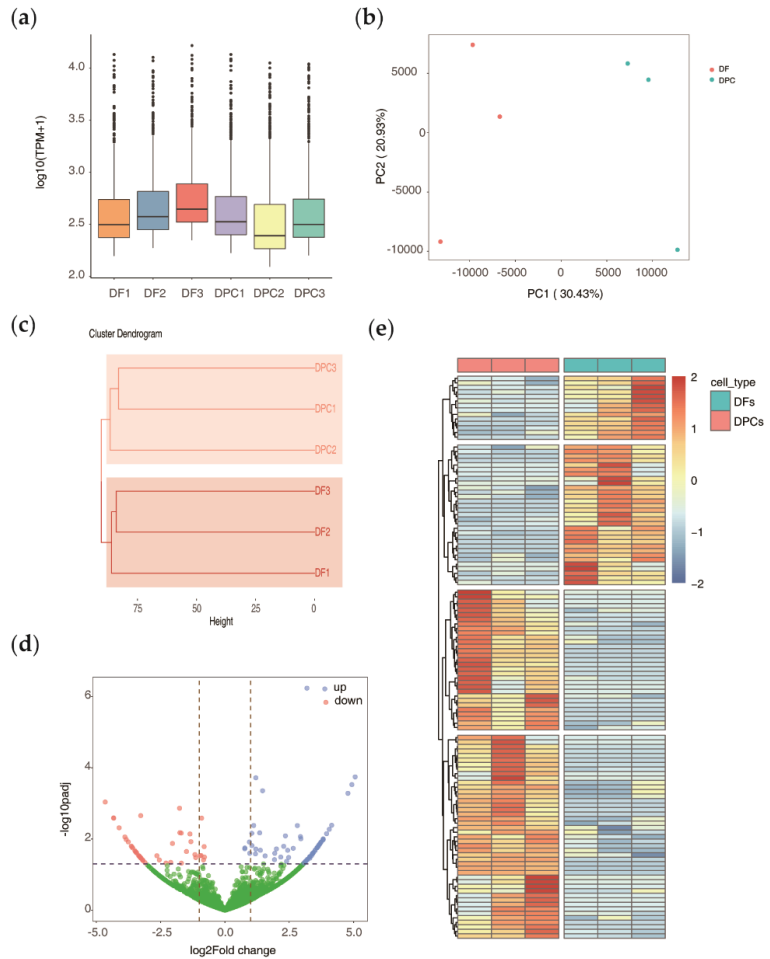 (a)
4.0
3.5
3.0
2.5
2.0
log10(TPM+1)
DF1 DF2 DF3 DPC1 DPC2 DPC3
(b)
5000
0
-5000
-10000
PC2 ( 20.93%)
-10000 -5000 0 5000 10000
PC1 ( 30.43%)
DF
DPC
(c)
Cluster Dendrogram
DPC3
DPC1
DPC2
DF3
DF2
DF1
75 50 25 0
Height
(d)
6
4
2
0
-log10padj
up
down
-5.0 -2.5 0 2.5 5.0
log2Fold change
(e)
2
1
0
−1
−2
cell_type
DFs
DPCs